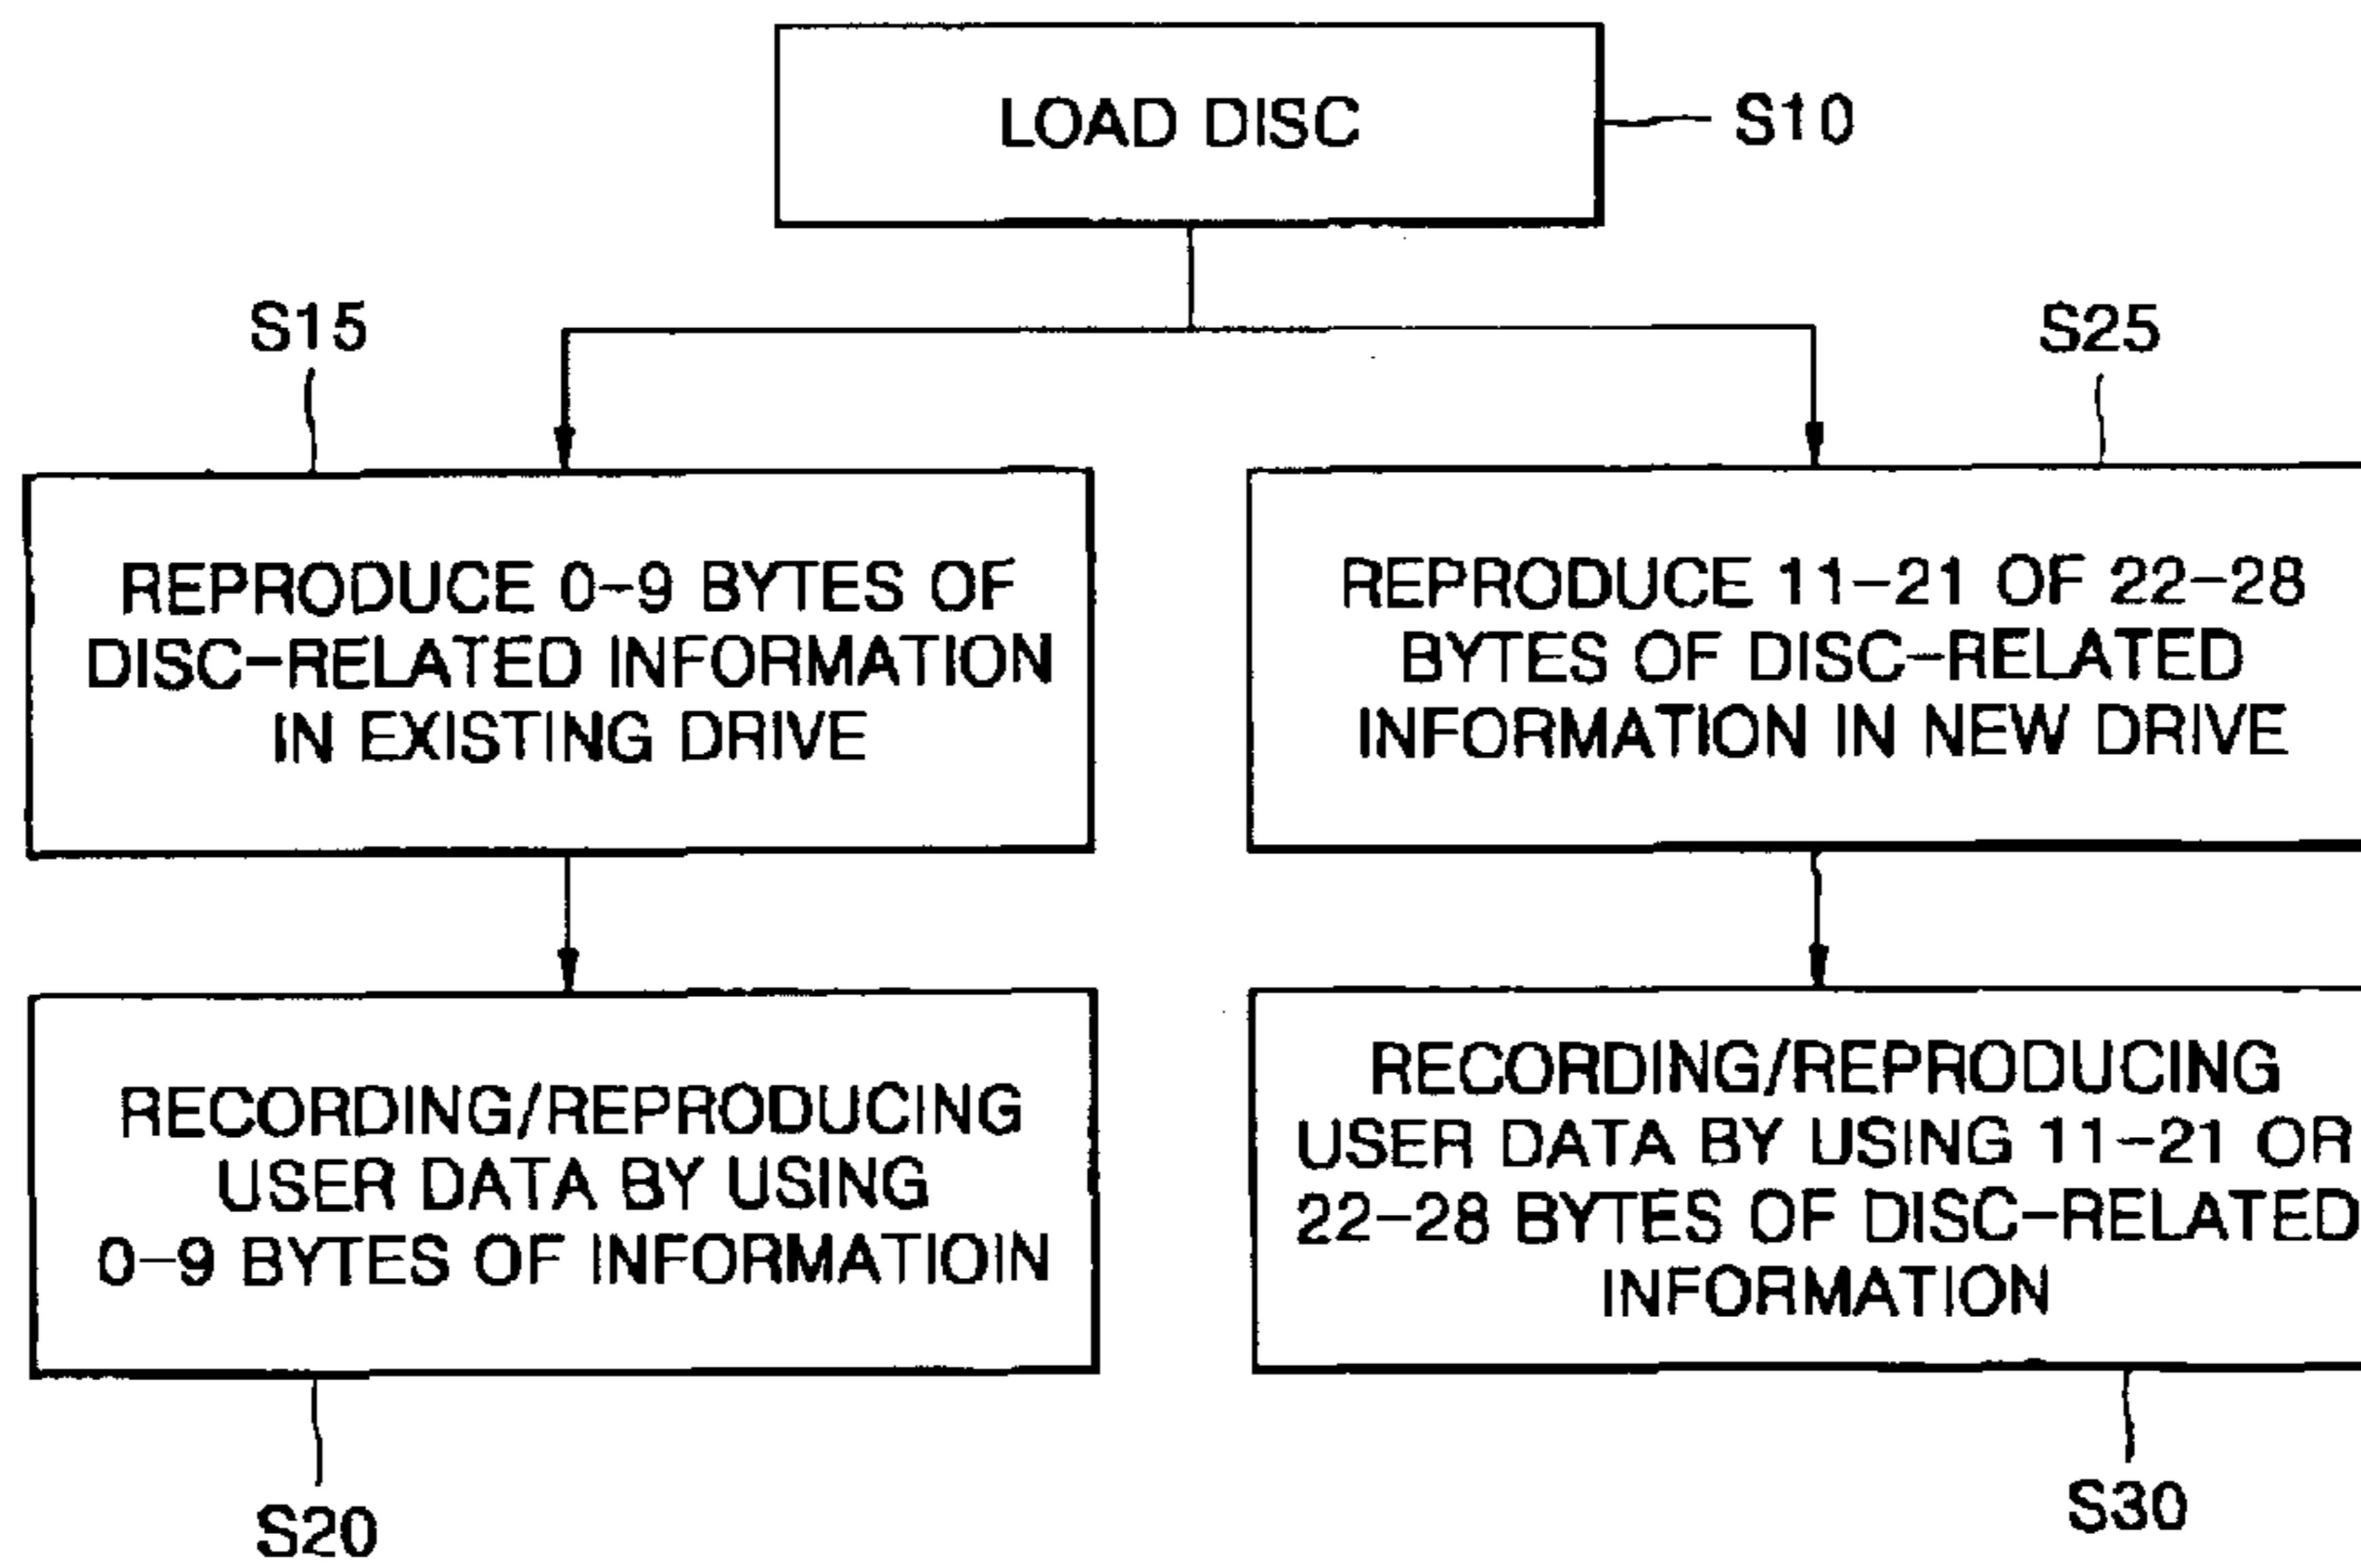 LOAD DISC
S10
S15
S25
REPRODUCE 0-9 BYTES OF
DISC-RELATED INFORMATION
IN EXISTING DRIVE
REPRODUCE 11-21 OF 22-28
BYTES OF DISC-RELATED
INFORMATION IN NEW DRIVE
RECORDING/REPRODUCING
USER DATA BY USING
0-9 BYTES OF INFORMATIOIN
RECORDING/REPRODUCING
USER DATA BY USING 11-21 OR
22-28 BYTES OF DISC-RELATED
INFORMATION
S20
S30